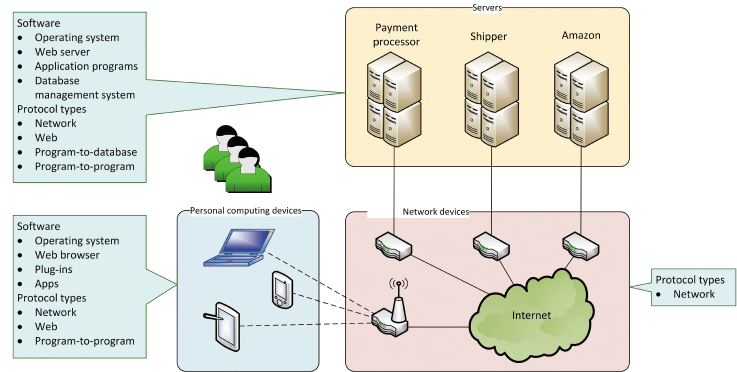 Software
• Operating system
• Web server
• Application programs
• Database
management system
Protocol types
• Network
• Web
• Program-to-database
• Program-to-program
Servers
Payment
processor
Shipper
Amazon
Software
• Operating system
• Web browser
• Plug-ins
• Apps
Protocol types
• Network
• Web
• Program-to-program
Personal computing devices
Network devices
Internet
Protocol types
• Network